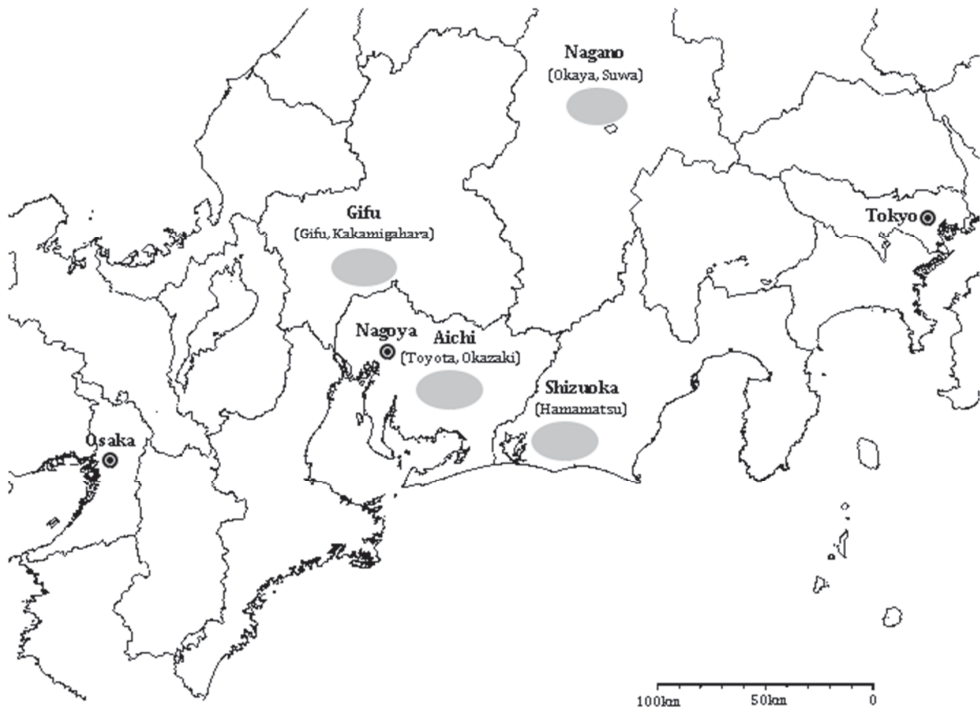 Nagano
(Okaya, Suwa)
Gifu
(Gifu, Kakamigahara)
Tokyo
Nagoya
Aichi
(Toyota, Okazaki)
Shizuoka
(Hamamatsu)
Osaka
100km 50km 0